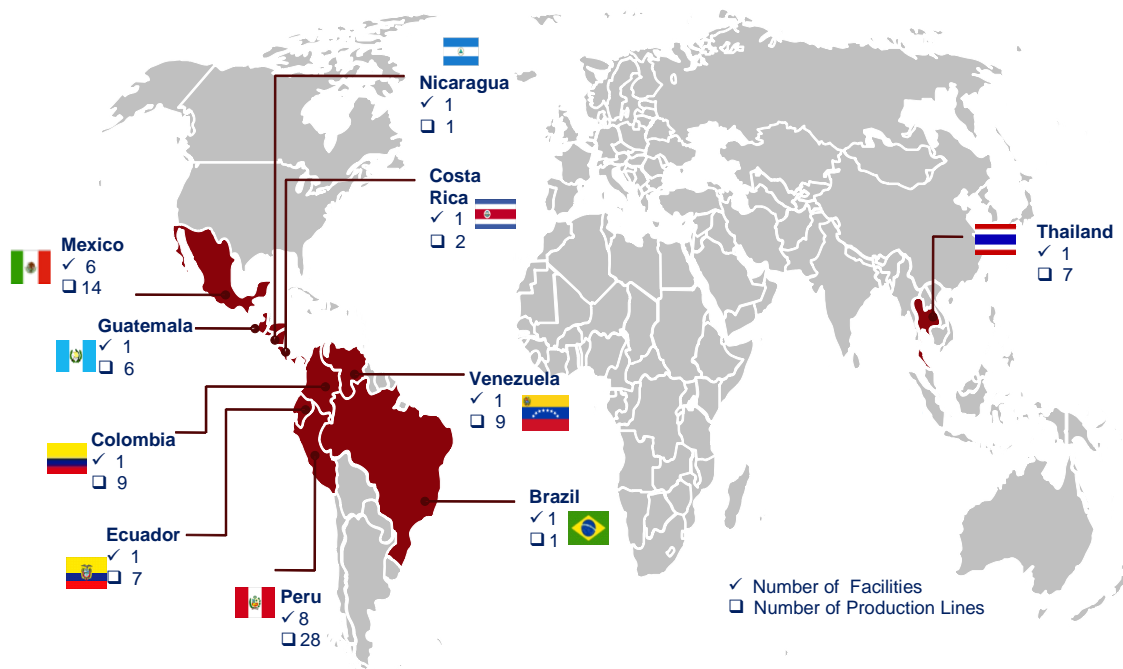 Nicaragua
✓ 1
❑ 1
Costa
Rica
✓ 1
❑ 2
Mexico
✓ 6
❑ 14
Thailand
✓ 1
❑ 7
Guatemala
✓ 1
❑ 6
Venezuela
✓ 1
❑ 9
Colombia
✓ 1
❑ 9
Brazil
✓ 1
❑ 1
Ecuador
✓ 1
❑ 7
Peru
✓ 8
❑ 28
✓ Number of Facilities
❑ Number of Production Lines